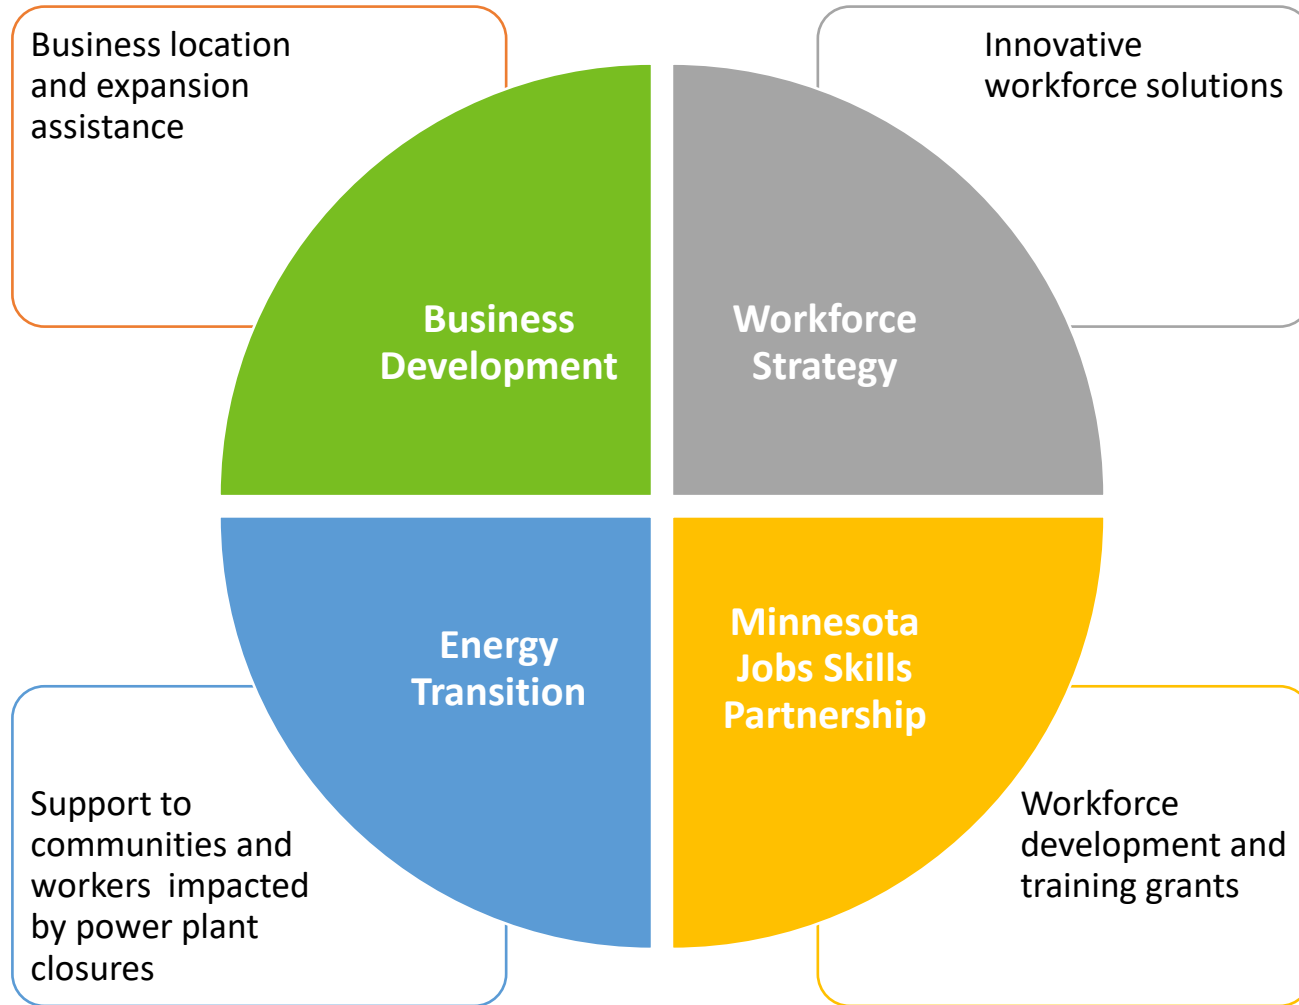 Business location
and expansion
assistance
Innovative
workforce solutions
Business
Development
Workforce
Strategy
Energy
Transition
Minnesota
Jobs Skills
Partnership
Support to
communities and
workers  impacted
by power plant
closures
Workforce
development and
training grants